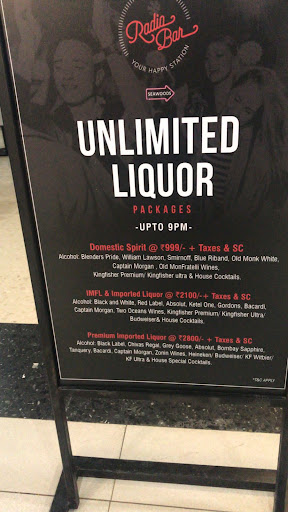 Radio
Bar
YOUR HAPPY STATION
SEAWOODS
UNLIMITED
LIQUOR
PACKAGES
-UPTO 9PM-
Domestic Spirit @ ₹999/- + Taxes & SC
Alcohol: Blenders Pride, William Lawson, Smirnoff, Blue Riband, Old Monk White,
Captain Morgan , Old MonFratelli Wines,
Kingfisher Premium/ Kingfisher ultra & House Cocktails.
IMFL & Imported Liquor @ ₹2100/-+ Taxes & SC
Alcohol: Black and White, Red Label, Absolut, Ketel One, Gordons, Bacardi,
Captain Morgan, Two Oceans Wines, Kingfisher Premium/ Kingfisher Ultra/
Budweiser& House Cocktails.
Premium Imported Liquor @ ₹2800/- + Taxes & SC
Alcohol: Black Label, Chivas Regal, Grey Goose, Absolut, Bombay Sapphire,
Tanquery, Bacardi, Captain Morgan, Zonin Wines, Heineken/ Budweiser/ KF Witbier/
KF Ultra & House Special Cocktails.
*T&C APPLY